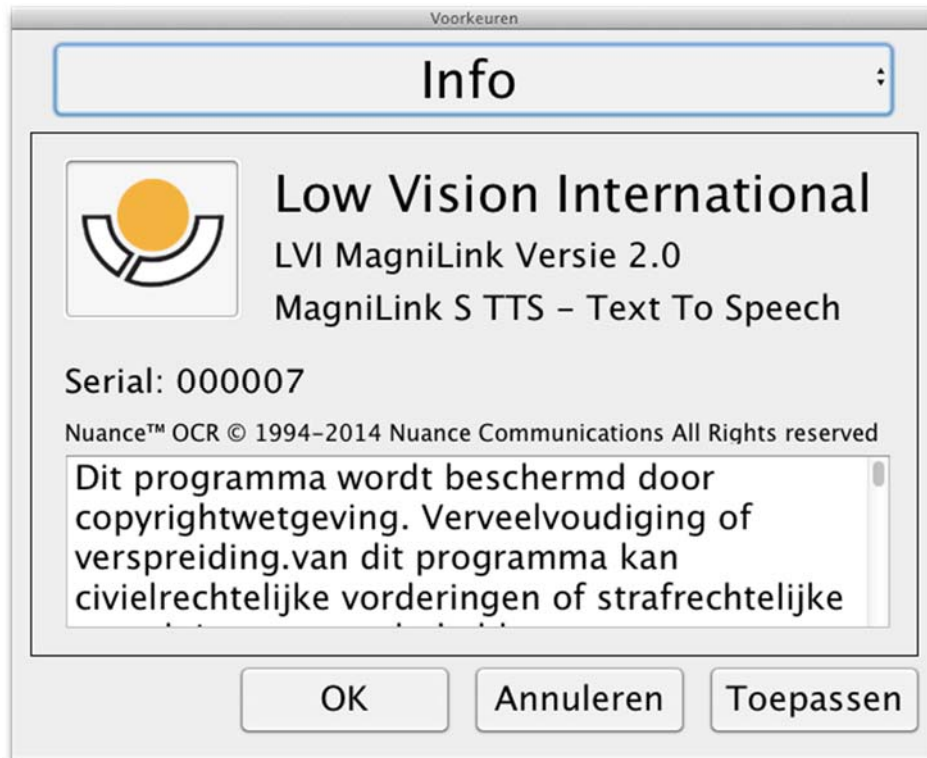 Voorkeuren
Info
Low Vision International
LVI MagniLink Versie 2.0
MagniLink S TTS – Text To Speech
Serial: 000007
Nuance™ OCR © 1994–2014 Nuance Communications All Rights reserved
Dit programma wordt beschermd door
copyrightwetgeving. Verveelvoudiging of
verspreiding.van dit programma kan
civielrechtelijke vorderingen of strafrechtelijke
OK Annuleren Toepassen